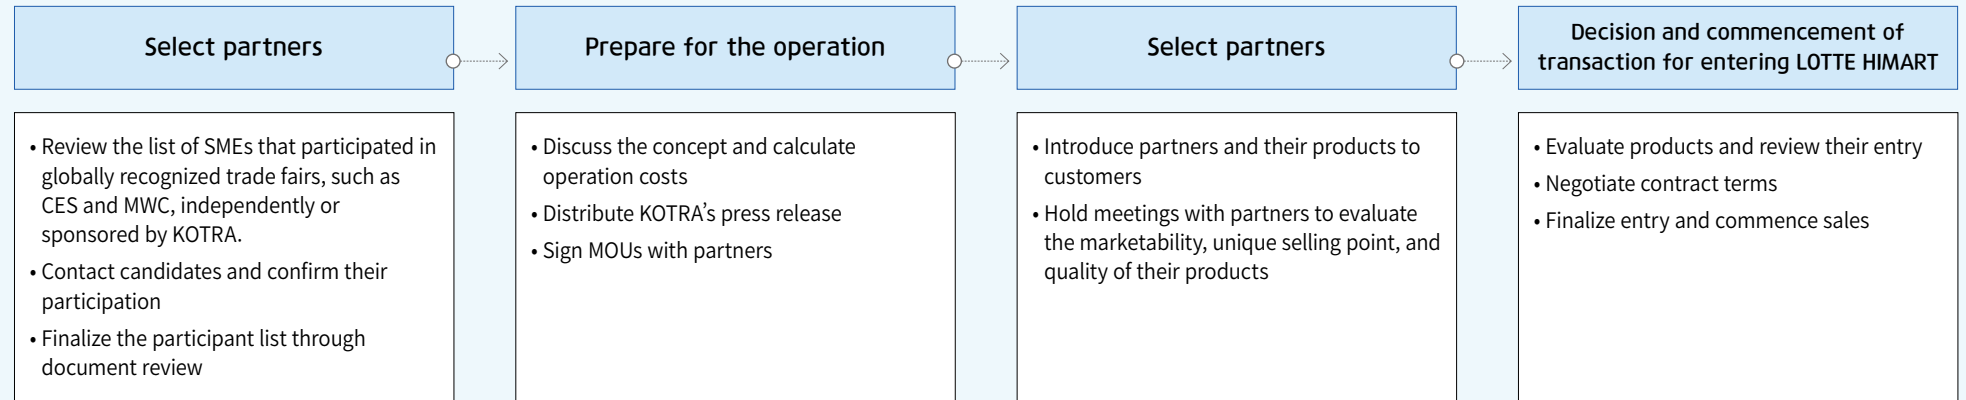 Select partners
• Review the list of SMEs that participated in
globally recognized trade fairs, such as
CES and MWC, independently or
sponsored by KOTRA.
• Contact candidates and confirm their
participation
• Finalize the participant list through
document review
Prepare for the operation
• Discuss the concept and calculate
operation costs
• Distribute KOTRA’s press release
• Sign MOUs with partners
Select partners
• Introduce partners and their products to
customers
• Hold meetings with partners to evaluate
the marketability, unique selling point, and
quality of their products
Decision and commencement of
transaction for entering LOTTE HIMART
• Evaluate products and review their entry
• Negotiate contract terms
• Finalize entry and commence sales